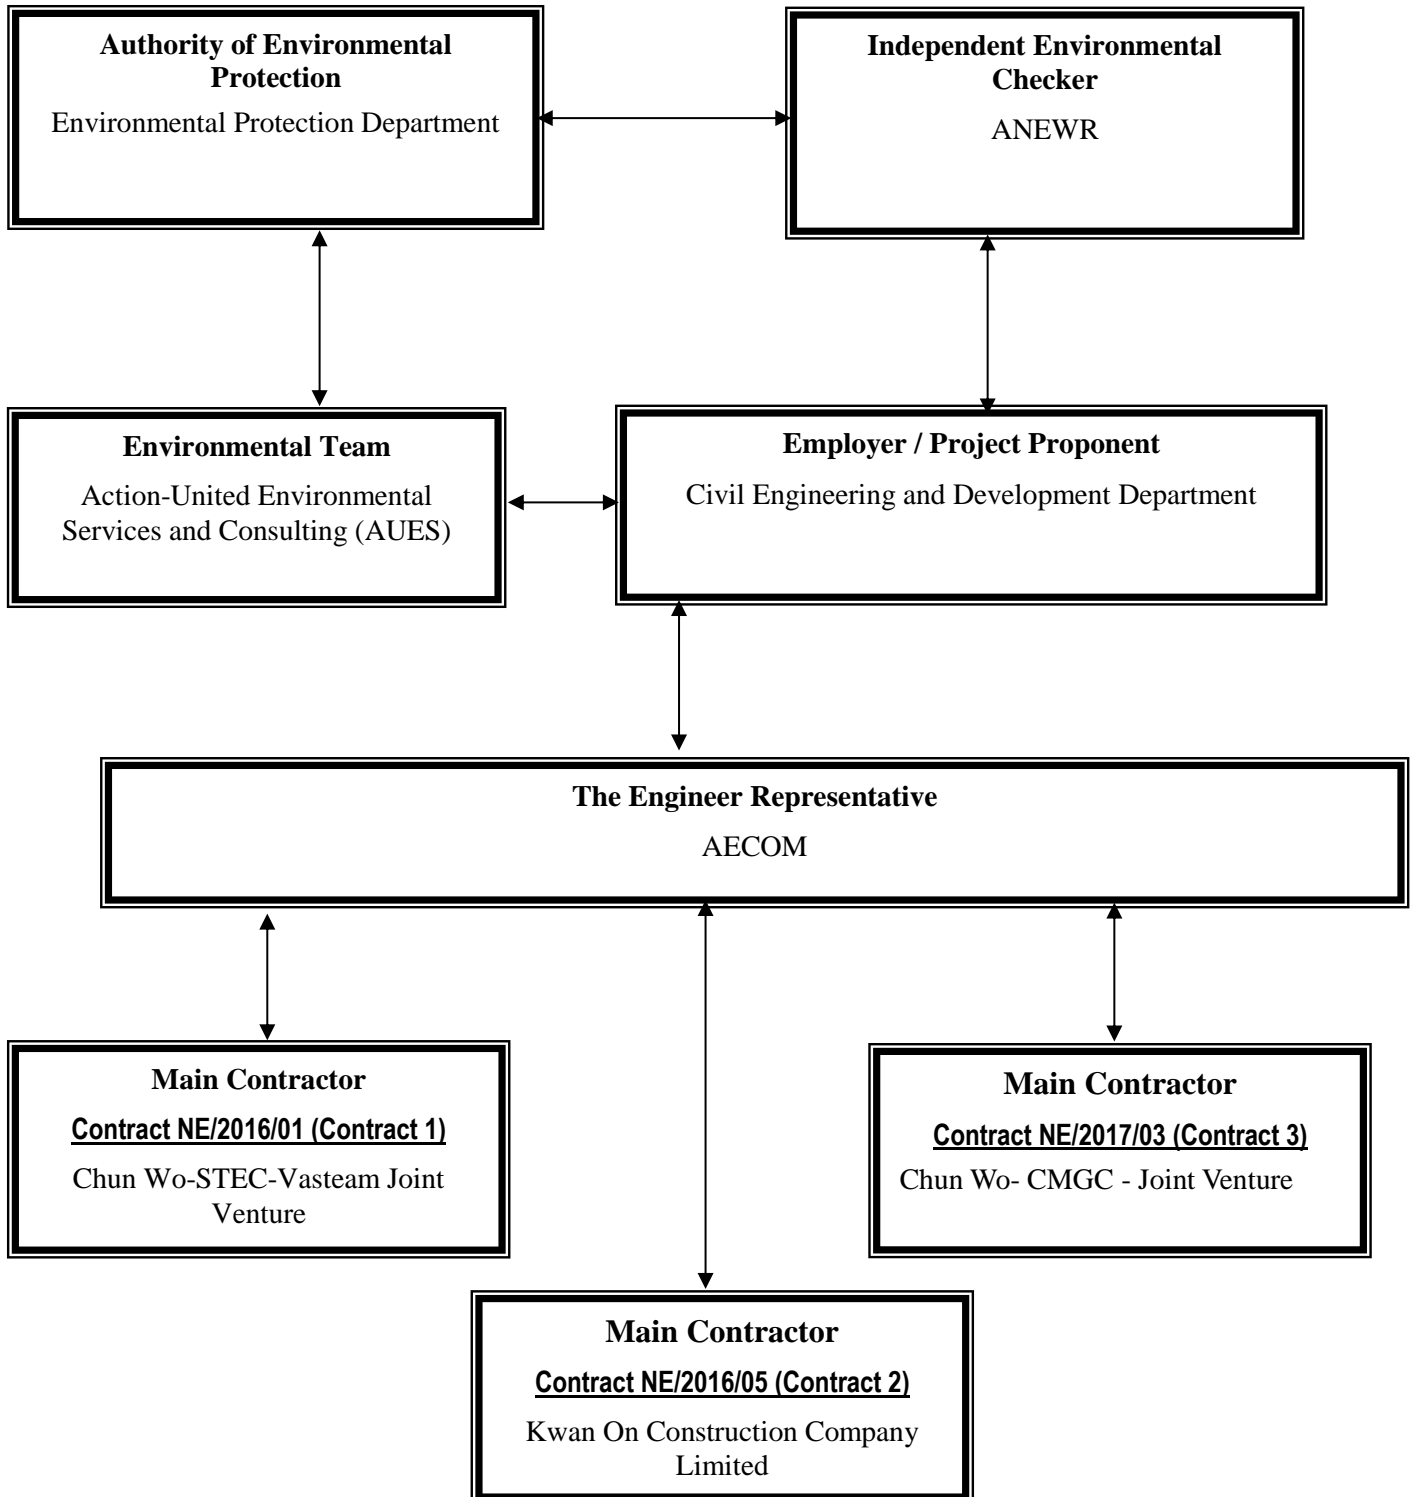 Authority of Environmental
Protection
Environmental Protection Department
Independent Environmental
Checker
ANEWR
Environmental Team
Action-United Environmental
Services and Consulting (AUES)
Employer / Project Proponent
Civil Engineering and Development Department
The Engineer Representative
AECOM
Main Contractor
Contract NE/2016/01 (Contract 1)
Chun Wo-STEC-Vasteam Joint
Venture
Main Contractor
Contract NE/2017/03 (Contract 3)
Chun Wo- CMGC - Joint Venture
Main Contractor
Contract NE/2016/05 (Contract 2)
Kwan On Construction Company
Limited